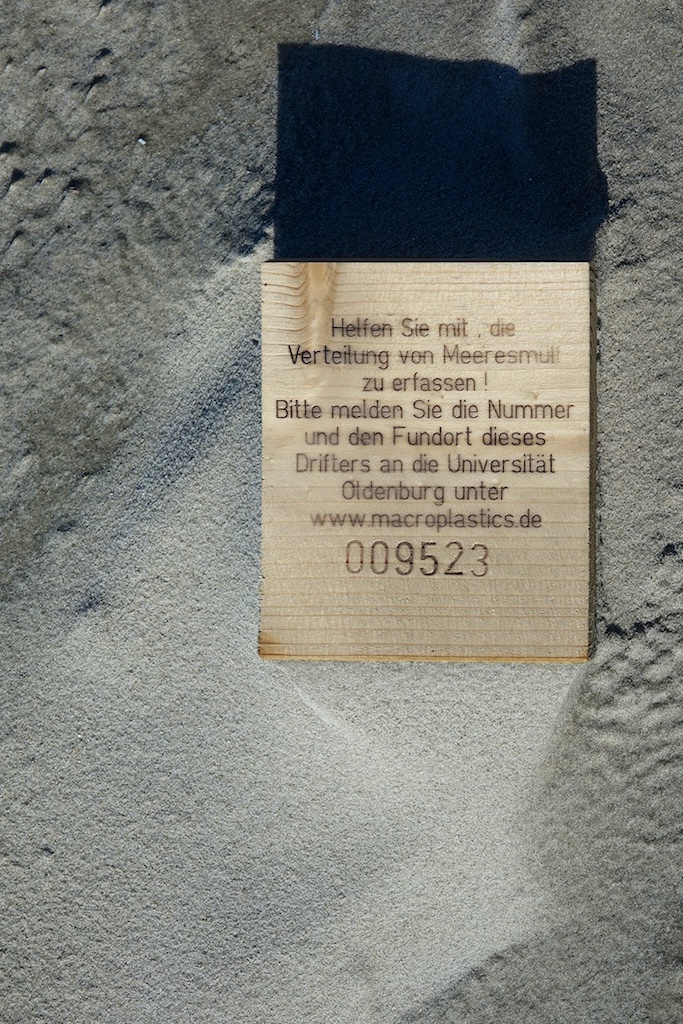 Helfen Sie mit , die
Verteilung von Meeresmüll
zu erfassen !
Bitte melden Sie die Nummer
und den Fundort dieses
Drifters an die Universität
Oldenburg unter
www.macroplastics.de
009523